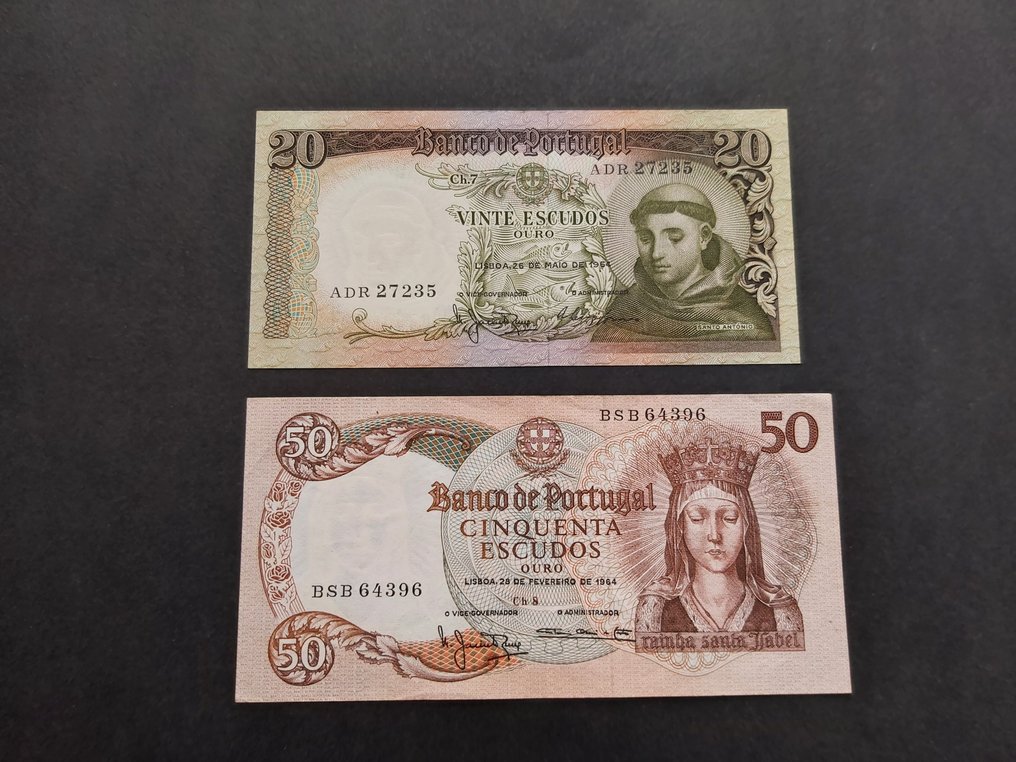 20 Banco de Portugal 20
ADR 27235
Ch.7
VINTE ESCUDOS
OURO
LISBOA, 26 DE MAIO DE 1964
ADR 27235
O VICE-GOVERNADOR O ADMINISTRADOR
SANTO ANTÓNIO
BSB 64396
50 50
Banco de Portugal
CINQUENTA
ESCUDOS
OURO
LISBOA, 28 DE FEVEREIRO DE 1964
BSB 64396
Ch 8
O VICE-GOVERNADOR O ADMINISTRADOR
rainha santa Isabel
50